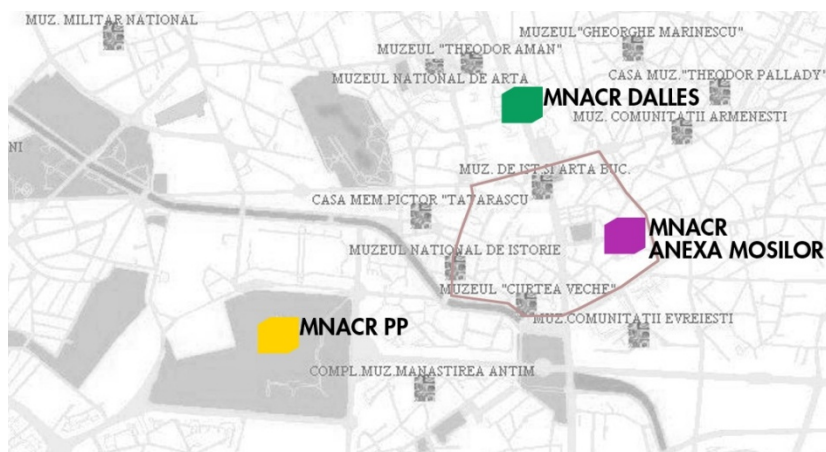 MUZ. MILITAR NATIONAL
MUZEUL"GHEORGHE MARINESCU"
MUZEUL "THEODOR AMAN"
MUZEUL NATIONAL DE ARTA
CASA MUZ."THEODOR PALLADY"
MNACR DALLES
MUZ. COMUNITATII ARMENESTI
NI
MUZ. DE IST.SI ARTA BUC.
CASA MEM.PICTOR "TATARASCU
MNACR
ANEXA MOSILOR
MUZEUL NATIONAL DE ISTORIE
MUZEUL "CURTEA VECHE"
MUZ.COMUNITATII EVREIESTI
MNACR PP
COMPL.MUZ.MANASTIREA ANTIM